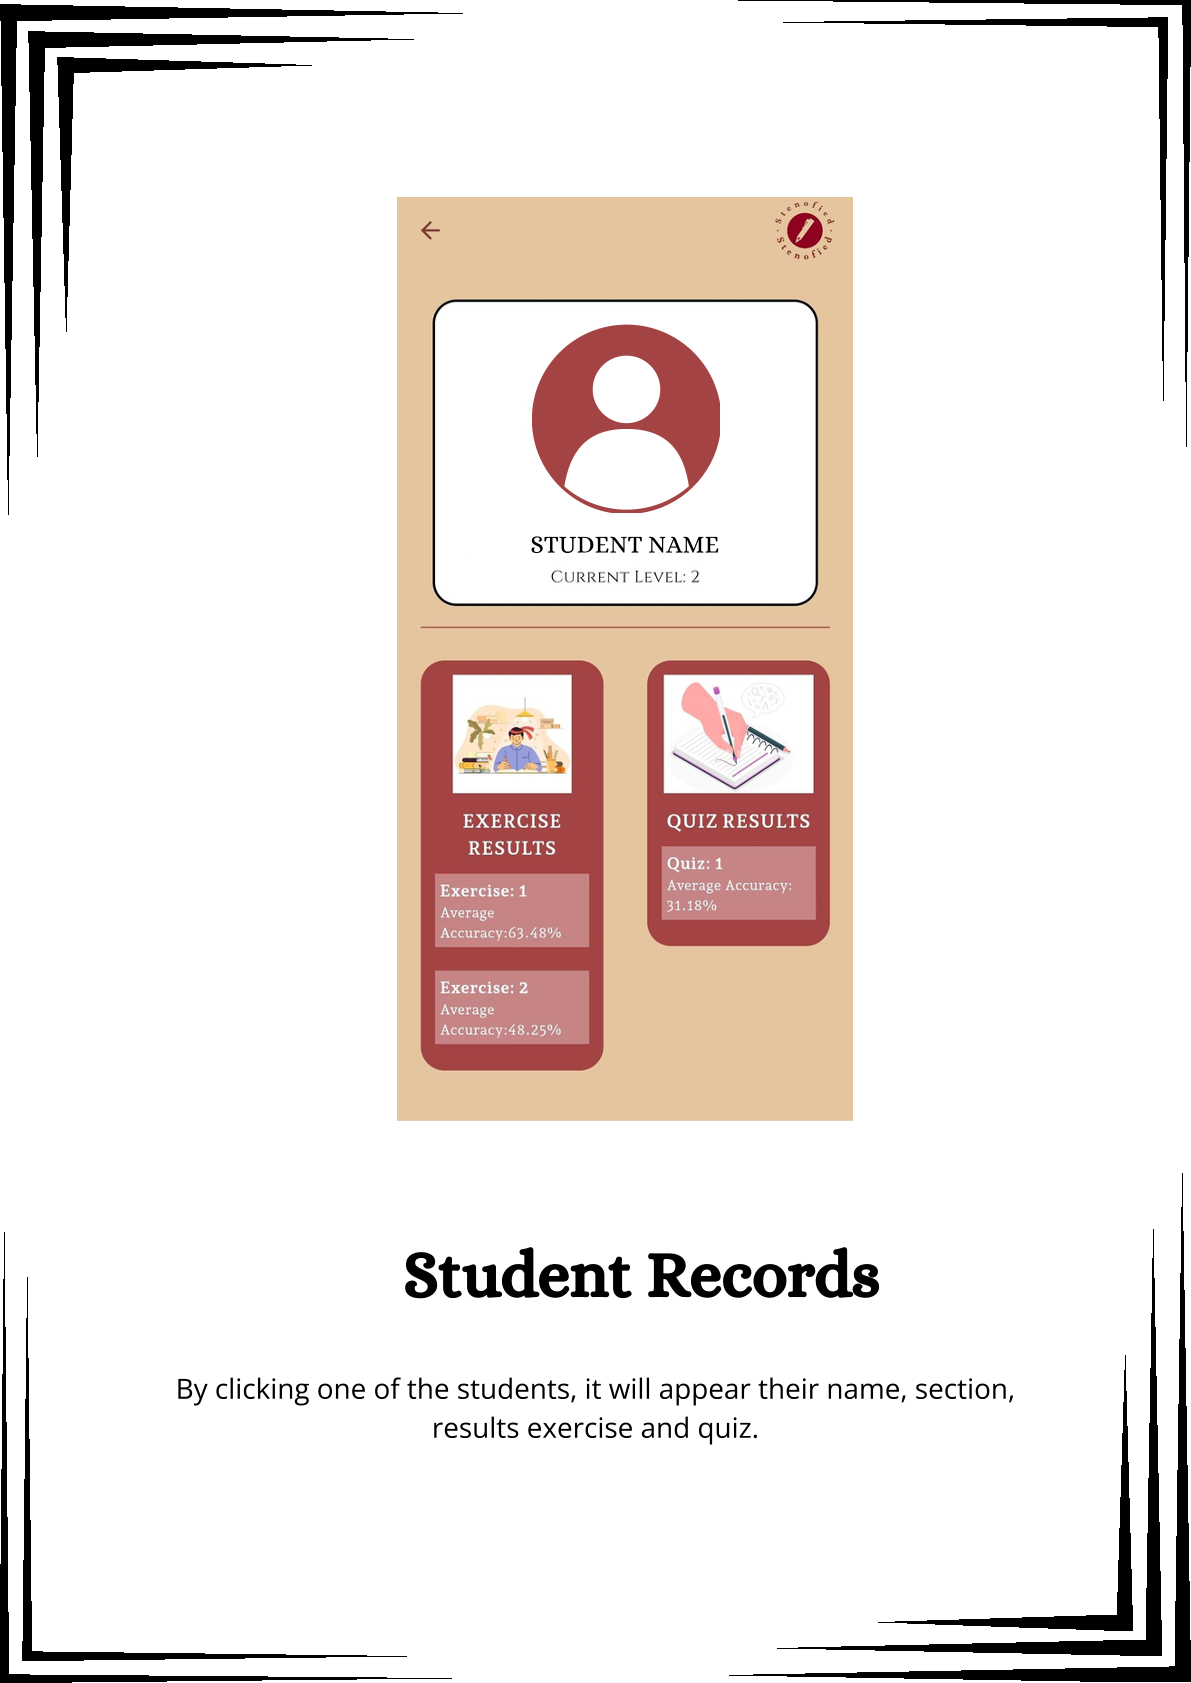 Stenofied · Stenofied ·
STUDENT NAME
CURRENT LEVEL: 2
EXERCISE
RESULTS
Exercise: 1
Average
Accuracy:63.48%
Exercise: 2
Average
Accuracy:48.25%
QUIZ RESULTS
Quiz: 1
Average Accuracy:
31.18%
Student Records
By clicking one of the students, it will appear their name, section,
results exercise and quiz.